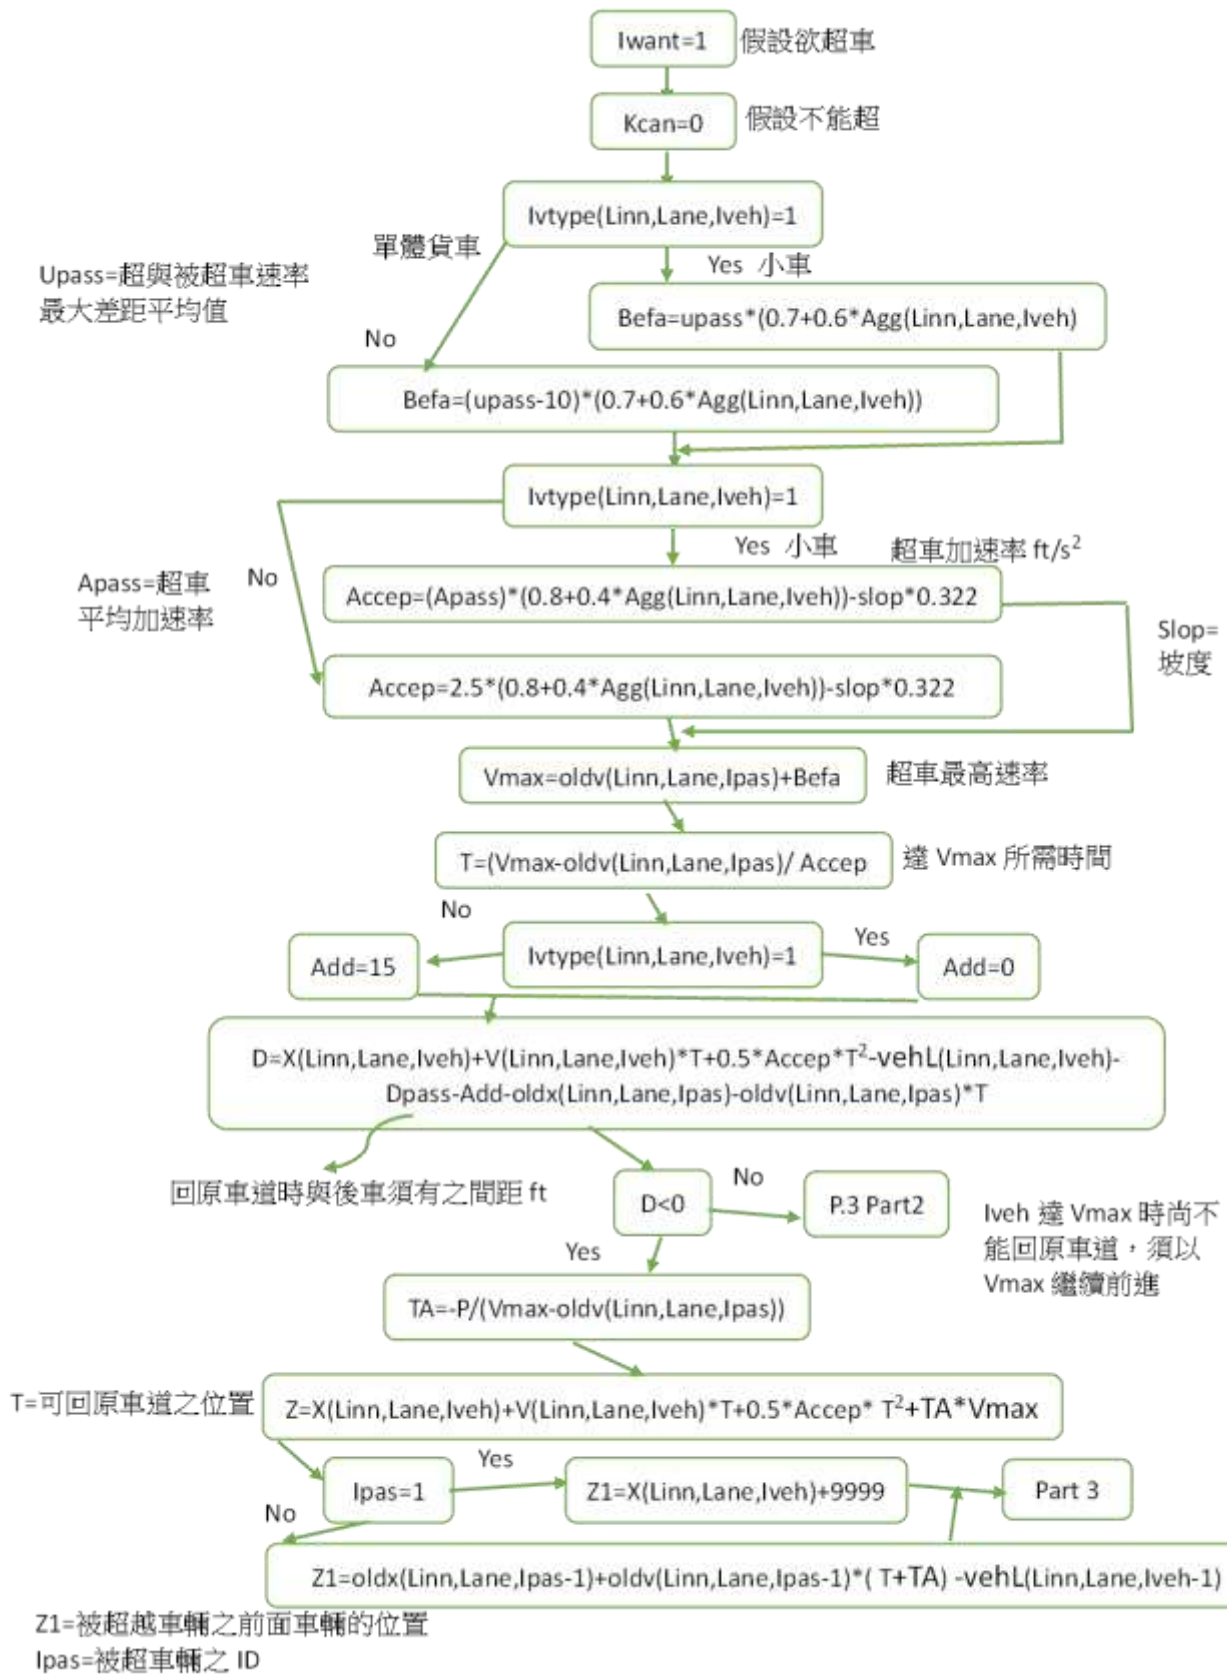 Iwant=1 假設欲超車
Kcan=0 假設不能超
Ivtype(Linn,Lane,Iveh)=1
單體貨車
Yes 小車
Upass=超與被超車速率
最大差距平均值
Befa=upass*(0.7+0.6*Agg(Linn,Lane,Iveh)
No
Befa=(upass-10)*(0.7+0.6*Agg(Linn,Lane,Iveh))
Ivtype(Linn,Lane,Iveh)=1
Yes 小車
超車加速率 ft/s²
Apass=超車
平均加速率
No
Accep=(Apass)*(0.8+0.4*Agg(Linn,Lane,Iveh))-slop*0.322
Slop=
坡度
Accep=2.5*(0.8+0.4*Agg(Linn,Lane,Iveh))-slop*0.322
Vmax=oldv(Linn,Lane,Ipas)+Befa
超車最高速率
T=(Vmax-oldv(Linn,Lane,Ipas)/ Accep
達 Vmax 所需時間
No
Ivtype(Linn,Lane,Iveh)=1
Yes
Add=15
Add=0
D=X(Linn,Lane,Iveh)+V(Linn,Lane,Iveh)*T+0.5*Accep*T²-vehL(Linn,Lane,Iveh)-
Dpass-Add-oldx(Linn,Lane,Ipas)-oldv(Linn,Lane,Ipas)*T
回原車道時與後車須有之間距 ft
D<0
No
P.3 Part2
Iveh 達 Vmax 時尚不
能回原車道，須以
Vmax 繼續前進
Yes
TA=-P/(Vmax-oldv(Linn,Lane,Ipas))
T=可回原車道之位置
Z=X(Linn,Lane,Iveh)+V(Linn,Lane,Iveh)*T+0.5*Accep* T²+TA*Vmax
Ipas=1
Yes
Z1=X(Linn,Lane,Iveh)+9999
Part 3
No
Z1=oldx(Linn,Lane,Ipas-1)+oldv(Linn,Lane,Ipas-1)*( T+TA) -vehL(Linn,Lane,Iveh-1)
Z1=被超越車輛之前面車輛的位置
Ipas=被超車輛之 ID